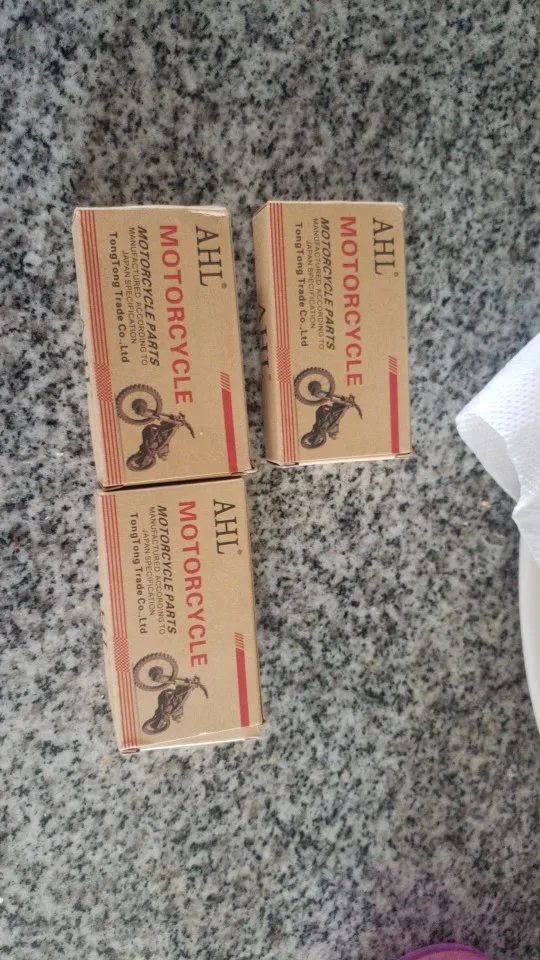 AHL®
MOTORCYCLE
MOTORCYCLE PARTS
MANUFACTURED ACCORDING TO
JAPAN SPECIFICATION
TongTong Trade Co.,Ltd
AHL®
MOTORCYCLE
MOTORCYCLE PARTS
MANUFACTURED ACCORDING TO
JAPAN SPECIFICATION
TongTong Trade Co.,Ltd
AHL
AHL®
MOTORCYCLE
MOTORCYCLE PARTS
MANUFACTURED ACCORDING TO
JAPAN SPECIFICATION
TongTong Trade Co.,Ltd